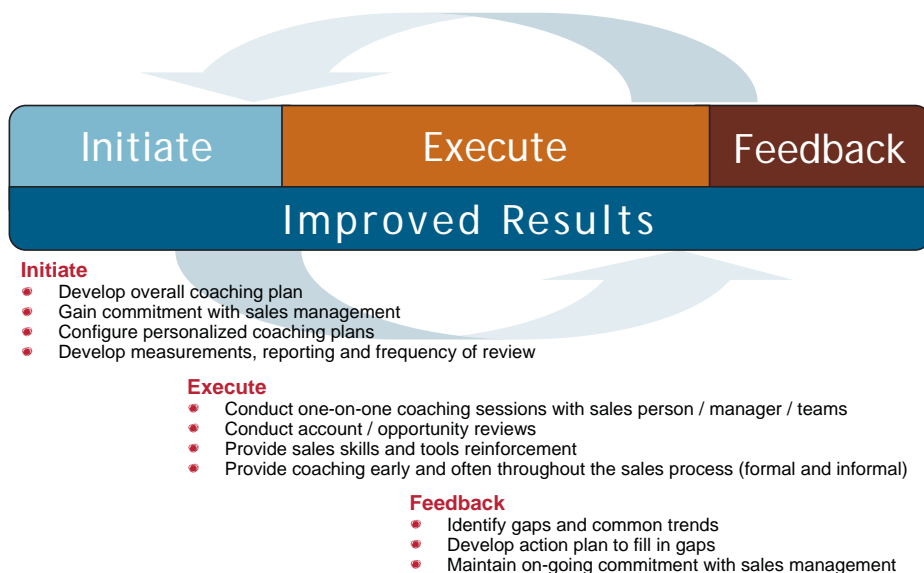 Initiate
Execute
Feedback
Improved Results
Initiate
Develop overall coaching plan
Gain commitment with sales management
Configure personalized coaching plans
Develop measurements, reporting and frequency of review
Execute
Conduct one-on-one coaching sessions with sales person / manager / teams
Conduct account / opportunity reviews
Provide sales skills and tools reinforcement
Provide coaching early and often throughout the sales process (formal and informal)
Feedback
Identify gaps and common trends
Develop action plan to fill in gaps
Maintain on-going commitment with sales management